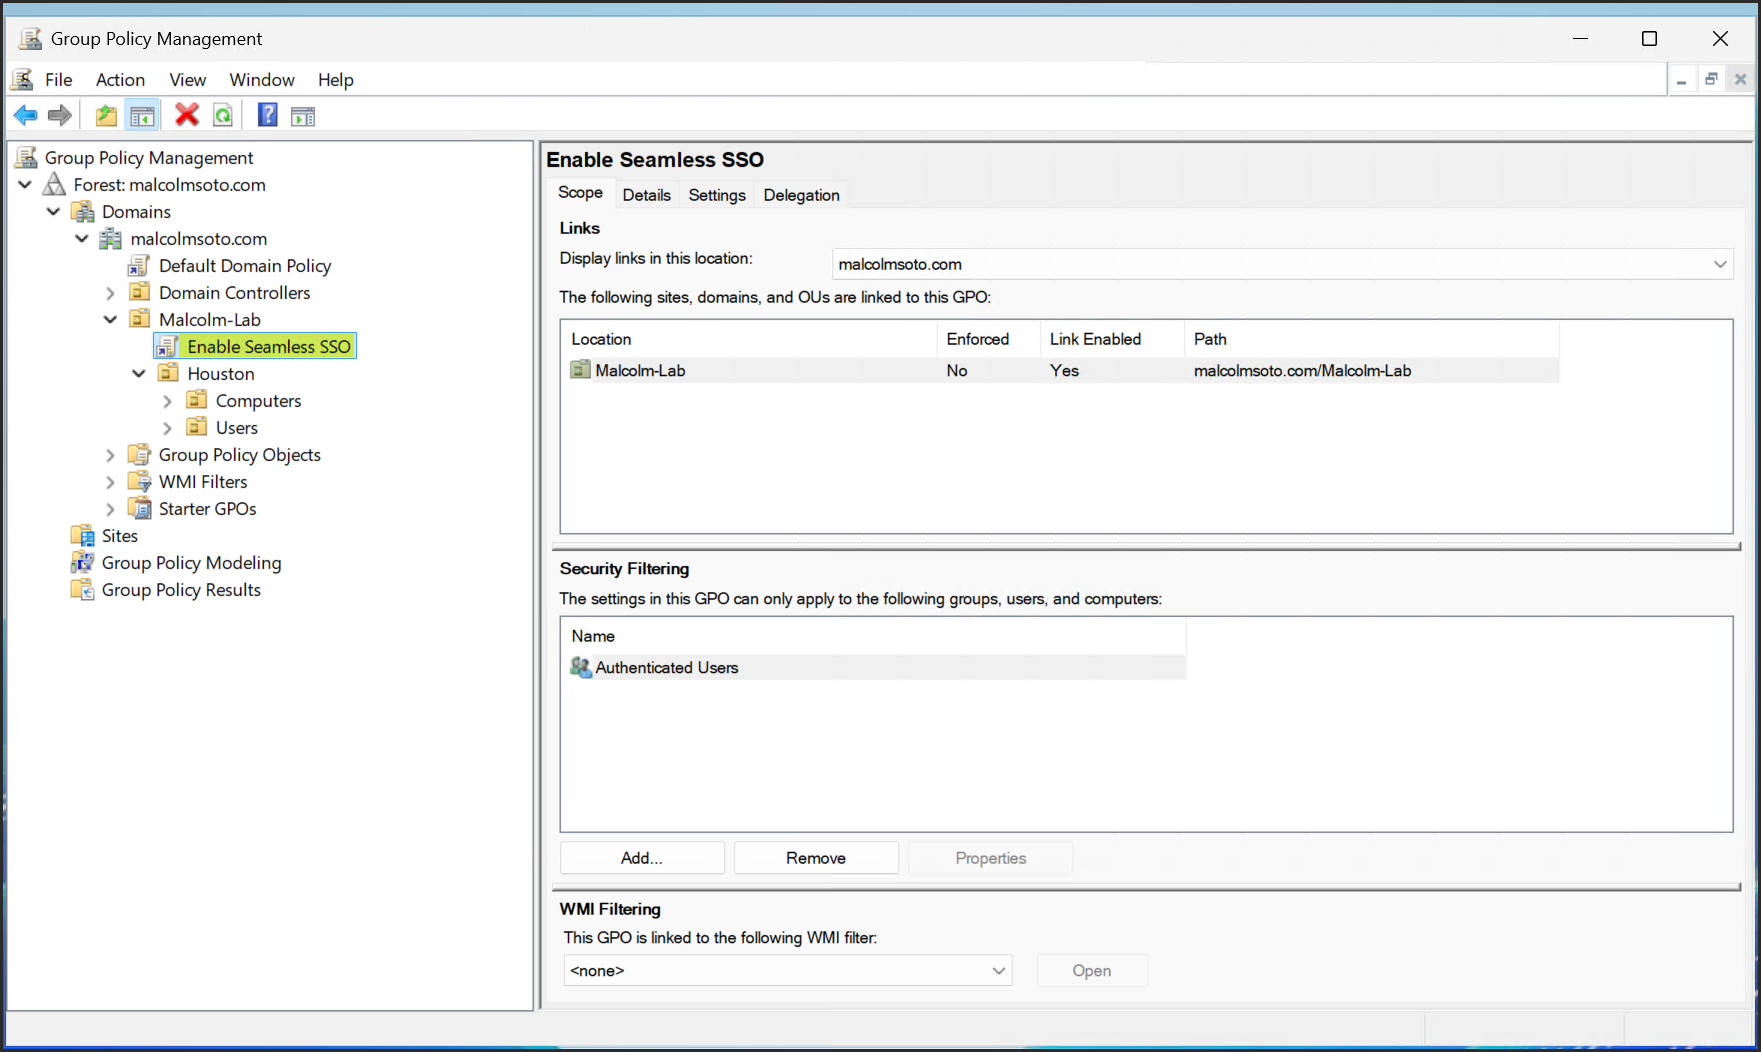 Group Policy Management
File Action View Window Help
Group Policy Management
Forest: malcolmsoto.com
Domains
malcolmsoto.com
Default Domain Policy
Domain Controllers
Malcolm-Lab
Enable Seamless SSO
Houston
Computers
Users
Group Policy Objects
WMI Filters
Starter GPOs
Sites
Group Policy Modeling
Group Policy Results
Enable Seamless SSO
Scope Details Settings Delegation
Links
Display links in this location: malcolmsoto.com
The following sites, domains, and OUs are linked to this GPO:
Location Enforced Link Enabled Path
Malcolm-Lab No Yes malcolmsoto.com/Malcolm-Lab
Security Filtering
The settings in this GPO can only apply to the following groups, users, and computers:
Name
Authenticated Users
Add... Remove Properties
WMI Filtering
This GPO is linked to the following WMI filter:
<none> Open